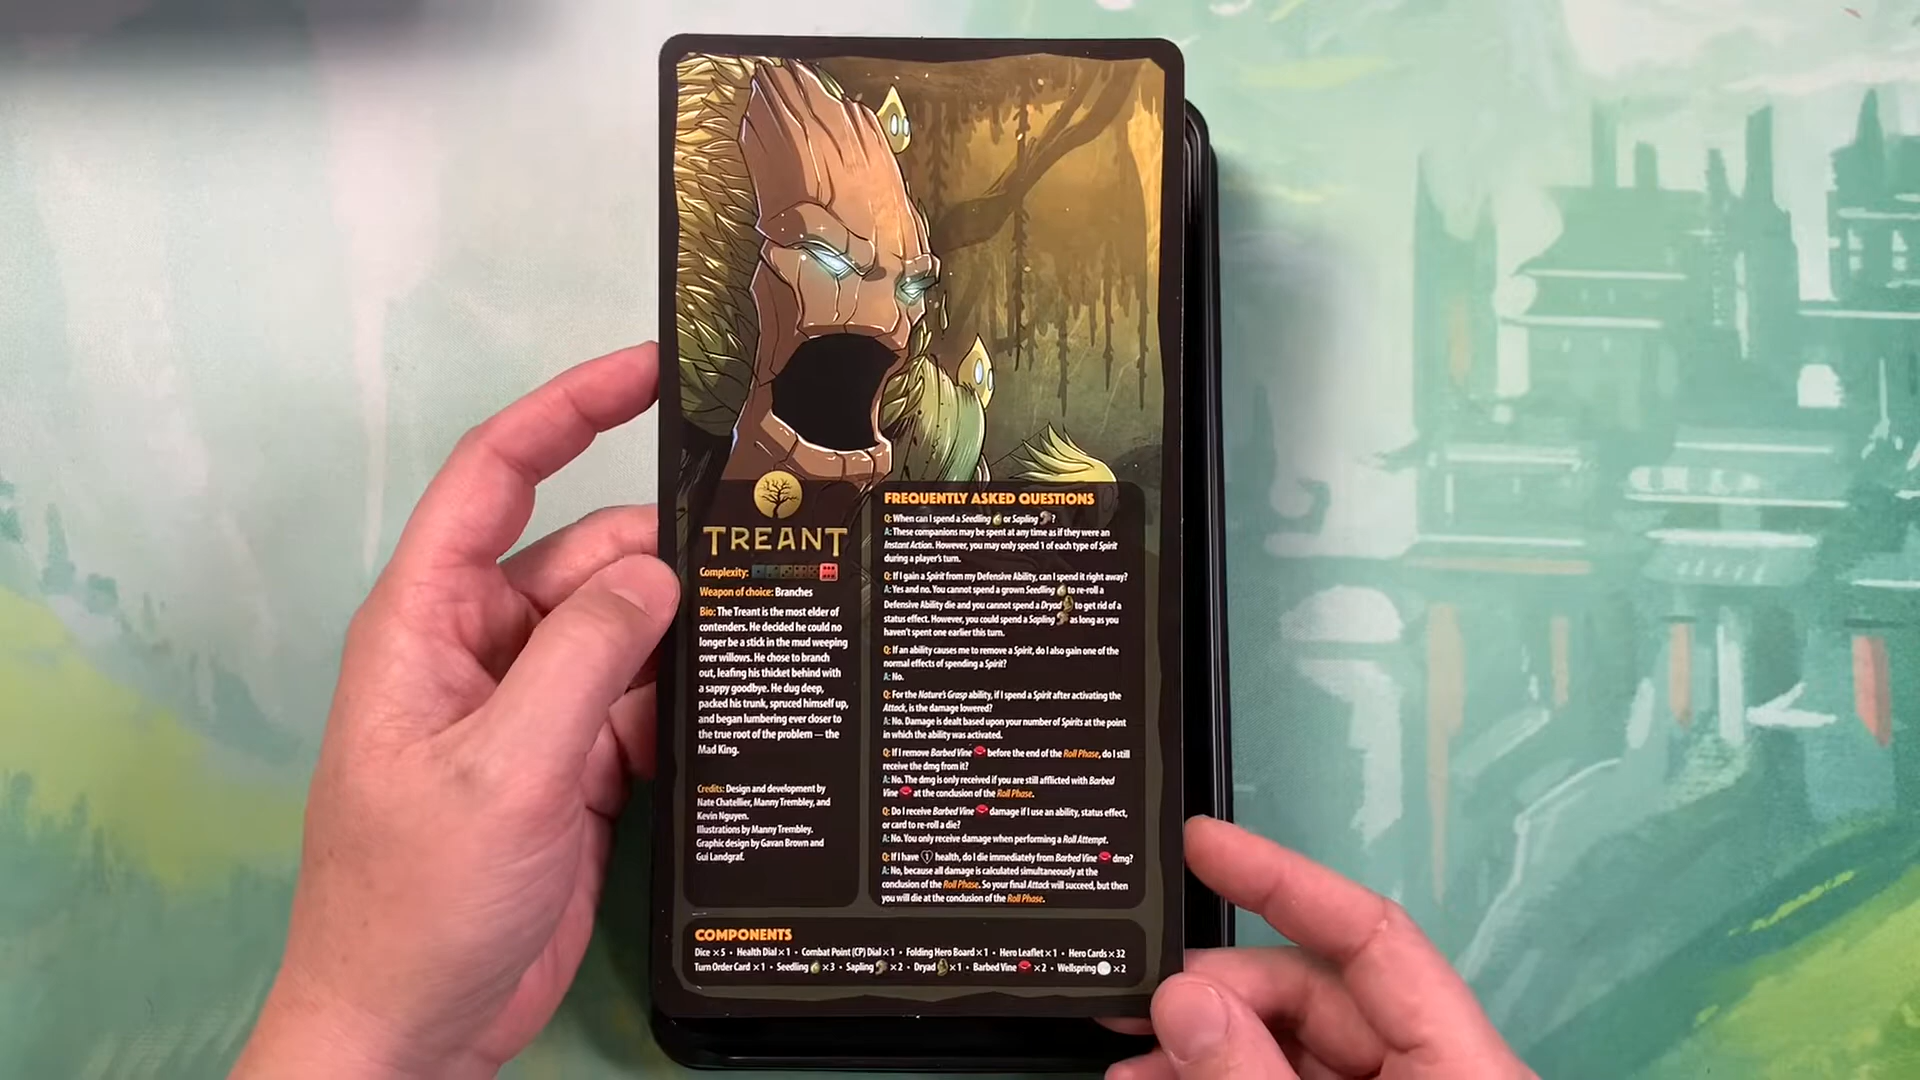 TREANT
Complexity:
Weapon of choice: Branches
Bio: The Treant is the most elder of
contenders. He decided he could no
longer be a stick in the mud weeping
over willows. He chose to branch
out, leafing his thicket behind with
a sappy goodbye. He dug deep,
packed his trunk, spruced himself up,
and began lumbering ever closer to
the true root of the problem — the
Mad King.
Credits: Design and development by
Nate Chatellier, Manny Trembley, and
Kevin Nguyen.
Illustrations by Manny Trembley.
Graphic design by Gavan Brown and
Gui Landgraf.
FREQUENTLY ASKED QUESTIONS
Q: When can I spend a Seedling or Sapling ?
A: These companions may be spent at any time as if they were an
Instant Action. However, you may only spend 1 of each type of Spirit
during a player's turn.
Q: If I gain a Spirit from my Defensive Ability, can I spend it right away?
A: Yes and no. You cannot spend a grown Seedling to re-roll a
Defensive Ability die and you cannot spend a Dryad to get rid of a
status effect. However, you could spend a Sapling as long as you
haven't spent one earlier this turn.
Q: If an ability causes me to remove a Spirit, do I also gain one of the
normal effects of spending a Spirit?
A: No.
Q: For the Nature's Grasp ability, if I spend a Spirit after activating the
Attack, is the damage lowered?
A: No. Damage is dealt based upon your number of Spirits at the point
in which the ability was activated.
Q: If I remove Barbed Vine before the end of the Roll Phase, do I still
receive the dmg from it?
A: No. The dmg is only received if you are still afflicted with Barbed
Vine at the conclusion of the Roll Phase.
Q: Do I receive Barbed Vine damage if I use an ability, status effect,
or card to re-roll a die?
A: No. You only receive damage when performing a Roll Attempt.
Q: If I have 1 health, do I die immediately from Barbed Vine dmg?
A: No, because all damage is calculated simultaneously at the
conclusion of the Roll Phase. So your final Attack will succeed, but then
you will die at the conclusion of the Roll Phase.
COMPONENTS
Dice ×5 • Health Dial ×1 • Combat Point (CP) Dial ×1 • Folding Hero Board ×1 • Hero Leaflet ×1 • Hero Cards ×32
Turn Order Card ×1 • Seedling ×3 • Sapling ×2 • Dryad ×1 • Barbed Vine ×2 • Wellspring ×2